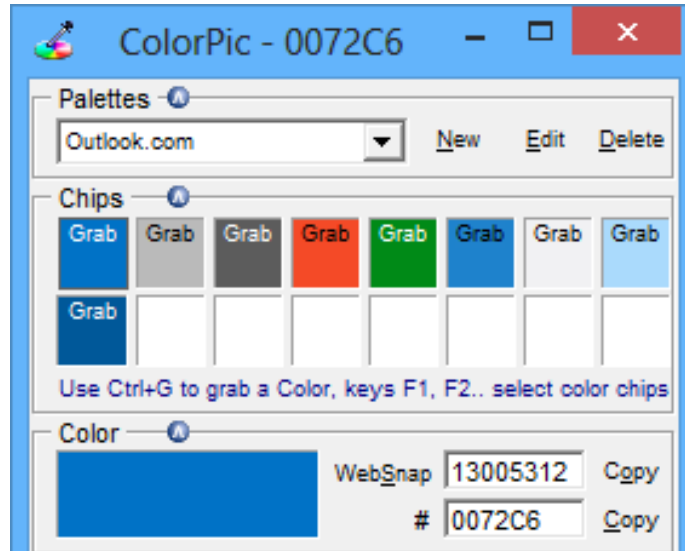 ColorPic - 0072C6
Palettes
Outlook.com New Edit Delete
Chips
Grab Grab Grab Grab Grab Grab Grab Grab
Grab
Use Ctrl+G to grab a Color, keys F1, F2.. select color chips
Color
WebSnap 13005312 Copy
# 0072C6 Copy